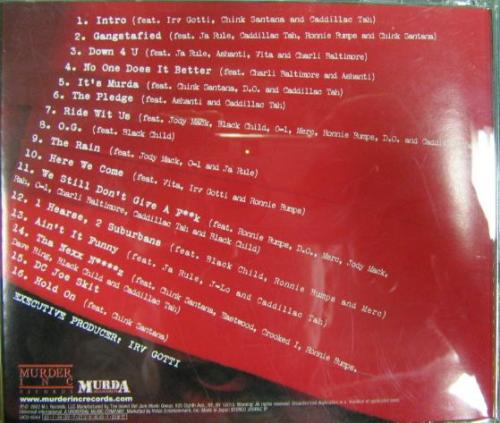 1. Intro (feat. Irv Gotti, Chink Santana and Caddillac Tah)
2. Gangstafied (feat. Ja Rule, Caddillac Tah, Ronnie Bumps and Chink Santana)
3. Down 4 U (feat. Ja Rule, Ashanti, Vita and Charli Baltimore)
4. No One Does It Better (feat. Charli Baltimore and Ashanti)
5. It's Murda (feat. Chink Santana, D.O. and Caddillac Tah)
6. The Pledge (feat. Ashanti and Caddillac Tah)
7. Ride Wit Us (feat. Jody Mack, Black Child, O-1, Merc, Ronnie Bumps, D.O. and
8. O.G. (feat. Black Child)
9. The Rain (feat. Jody Mack, O-1 and Ja Rule)
10. Here We Come (feat. Vita, Irv Gotti and Ronnie Bumps)
11. We Still Don't Give A F**k (feat. Ronnie Bumps, D.O., Merc, Jody Mack,
Rah, O-1, Charli Baltimore, Caddillac Tah and Black Child)
12. 1 Hearse, 2 Suburbans (feat. Black Child, Ronnie Bumps and Merc)
13. Ain't It Funny (feat. Ja Rule, J-Lo and Caddillac Tah)
14. Tha Nexx N****z (feat. Chink Santana, Eastwood, Crooked I, Ronnie Bumps,
Dave Bing, Black Child and Caddillac Tah)
15. DC Joe Skit
16. Hold On (feat. Chink Santana)
EXECUTIVE PRODUCER: IRV GOTTI
MURDER
INC
RECORDS
MURDA
www.murderincrecords.com